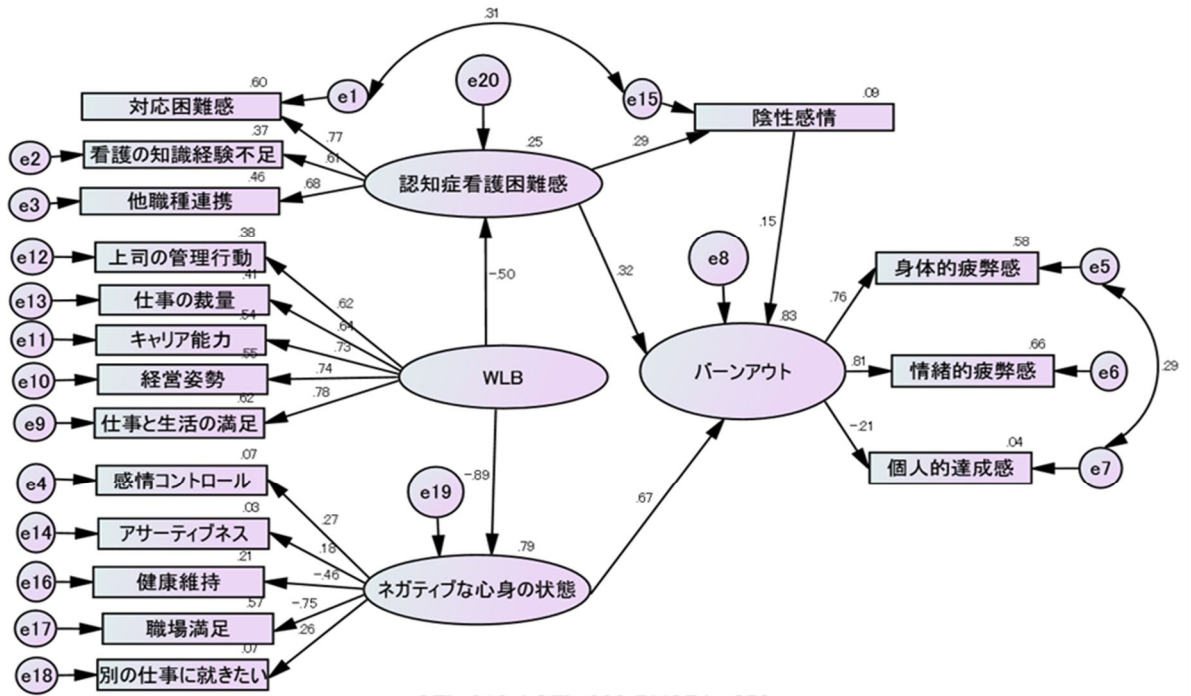 .31
.60
対応困難感
e1
e20
e15
.09
陰性感情
.37
.77
e2
看護の知識経験不足
.61
.25
.29
認知症看護困難感
.46
.68
e3
他職種連携
.38
e12
上司の管理行動
-.50
.32
.15
e8
.58
身体的疲弊感
e5
.41
e13
仕事の裁量
.62
.76
.54
.64
e11
キャリア能力
.73
.83
.55
e10
経営姿勢
.74
WLB
バーンアウト
.81
.66
情緒的疲弊感
e6
.29
.62
e9
仕事と生活の満足
.78
-.21
.04
個人的達成感
e7
.07
e4
感情コントロール
-.89
e19
.67
.03
e14
アサーティブネス
.27
.18
.79
.21
e16
健康維持
-.46
ネガティブな心身の状態
.57
e17
職場満足
-.75
.26
.07
e18
別の仕事に就きたい